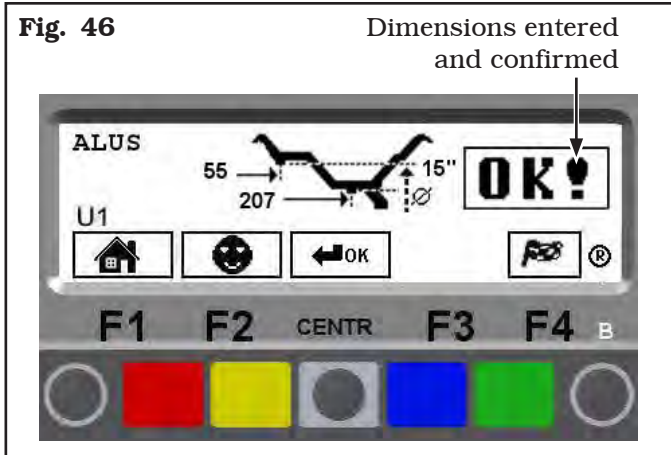 Fig. 46
Dimensions entered
and confirmed
ALUS
55
15"
OK!
207
Ø
U1
OK
®
F1 F2 CENTR F3 F4 B